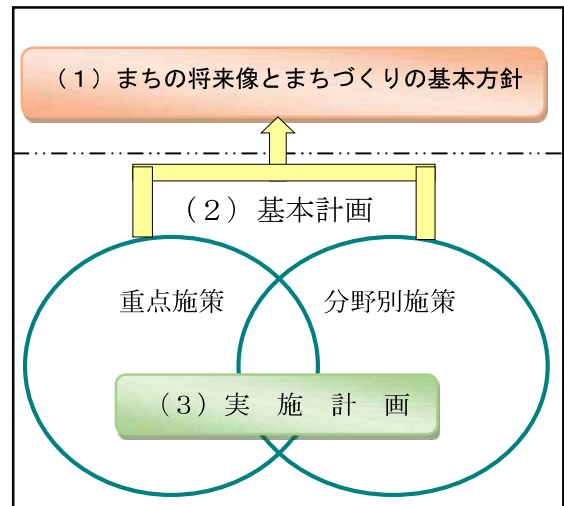 （１）まちの将来像とまちづくりの基本方針
（２）基本計画
重点施策　分野別施策
（３）実　施　計　画